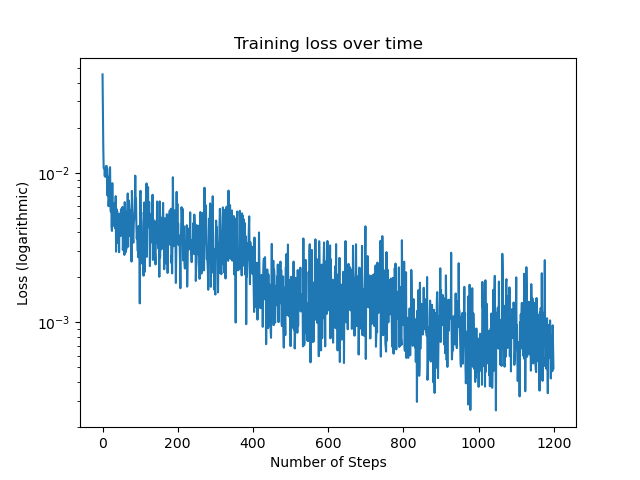 Training loss over time
Loss (logarithmic)
10⁻²
10⁻³
0 200 400 600 800 1000 1200
Number of Steps